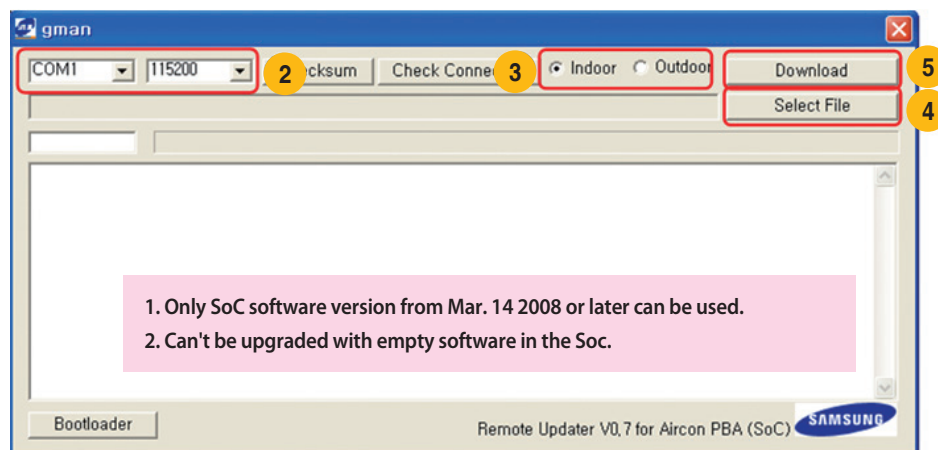 gman
COM1 115200 2 cksum Check Conne 3 Indoor Outdoor Download 5
Select File 4
1. Only SoC software version from Mar. 14 2008 or later can be used.
2. Can't be upgraded with empty software in the Soc.
Bootloader
Remote Updater V0,7 for Aircon PBA (SoC) SAMSUNG